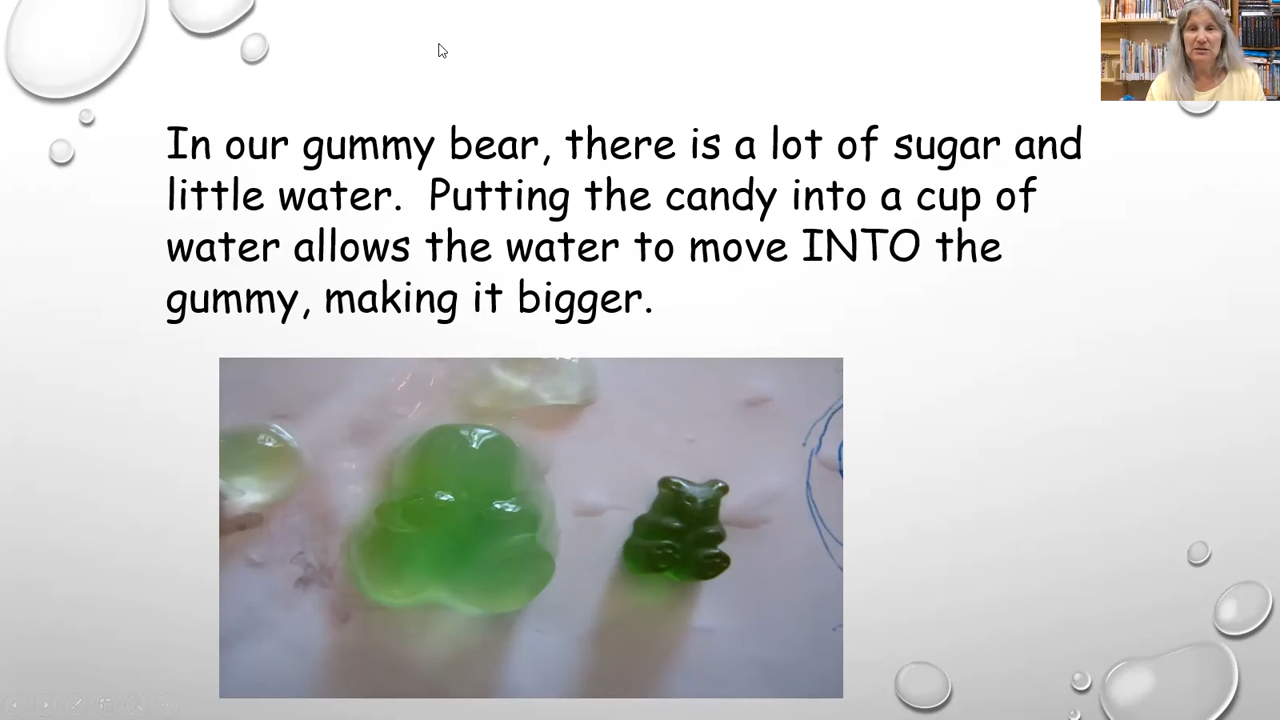 In our gummy bear, there is a lot of sugar and
little water.  Putting the candy into a cup of
water allows the water to move INTO the
gummy, making it bigger.